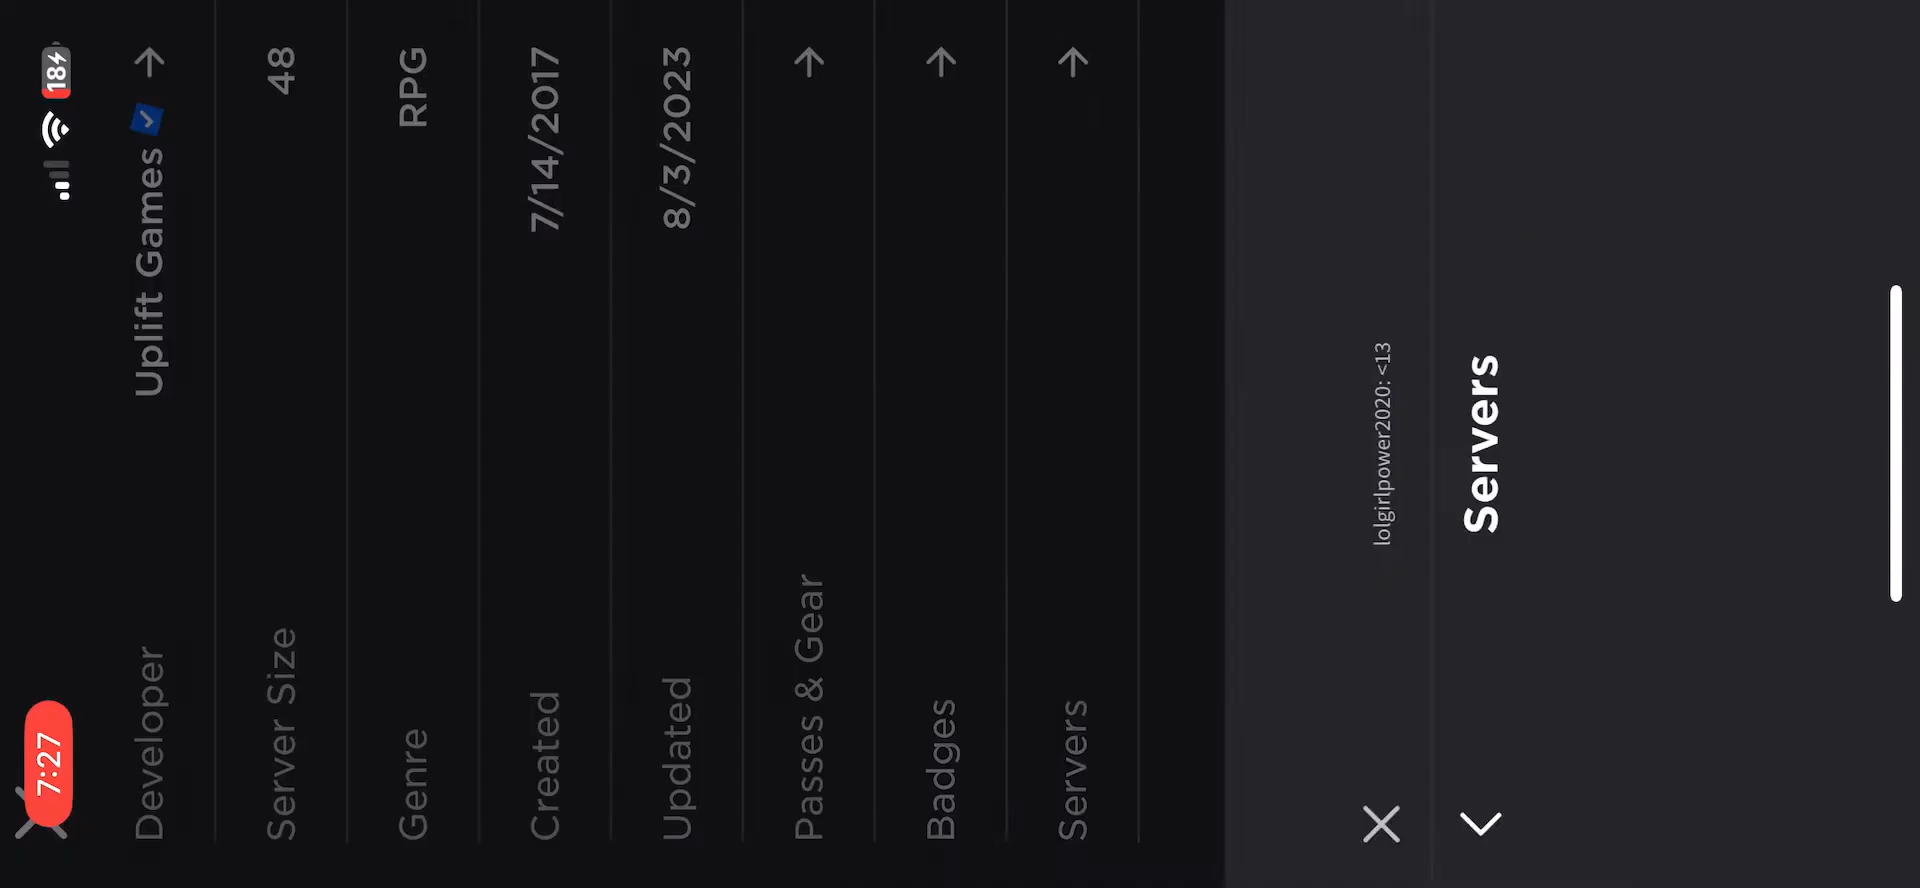 7:27
18
Developer Uplift Games
Server Size 48
Genre RPG
Created 7/14/2017
Updated 8/3/2023
Passes & Gear
Badges
Servers
lolgirlpower2020: <13
Servers